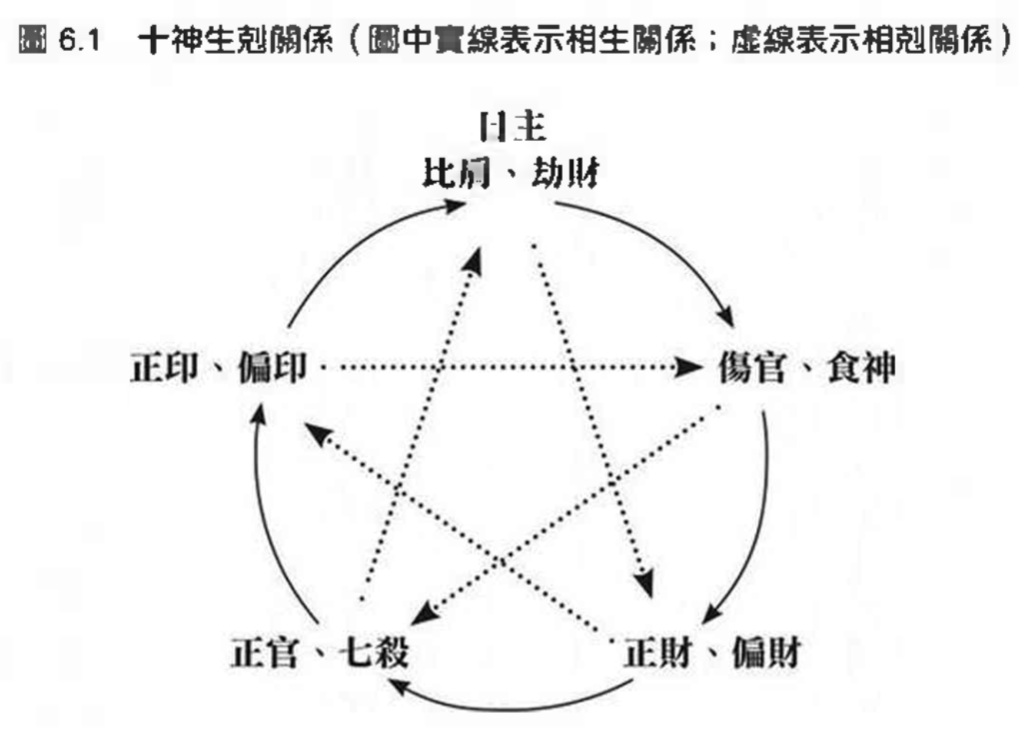 圖 6.1 十神生剋關係（圖中實線表示相生關係；虛線表示相剋關係）
日主
比肩、劫財
正印、偏印
傷官、食神
正官、七殺
正財、偏財